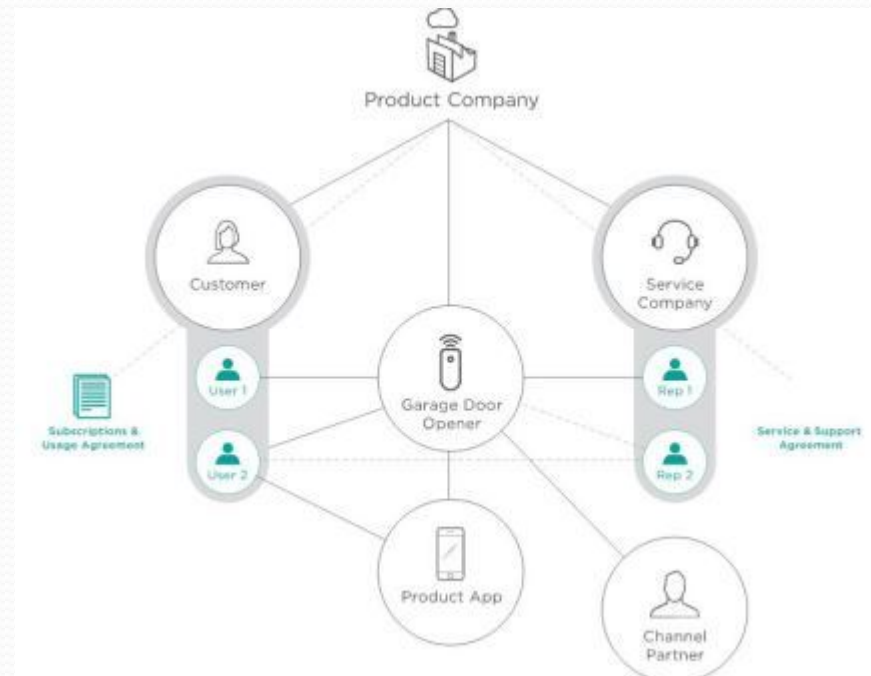 Product Company
Customer
Service
Company
User 1
Garage Door
Opener
Rep 1
Subscriptions &
Usage Agreement
Service & Support
Agreement
User 2
Rep 2
Product App
Channel
Partner